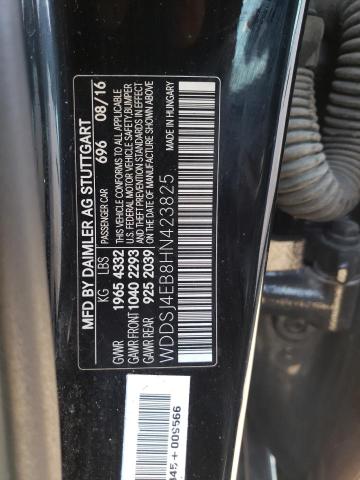 MFD BY DAIMLER AG STUTTGART
KG LBS PASSENGER CAR 696 08/16
GVWR 1965 4332 THIS VEHICLE CONFORMS TO ALL APPLICABLE
GAWR FRONT 1040 2293 U.S. FEDERAL MOTOR VEHICLE SAFETY, BUMPER
AND THEFT PREVENTION STANDARDS IN EFFECT
GAWR REAR 925 2039 ON THE DATE OF MANUFACTURE SHOWN ABOVE
MADE IN HUNGARY
WDDSJ4EB8HN423825
945 + 005566